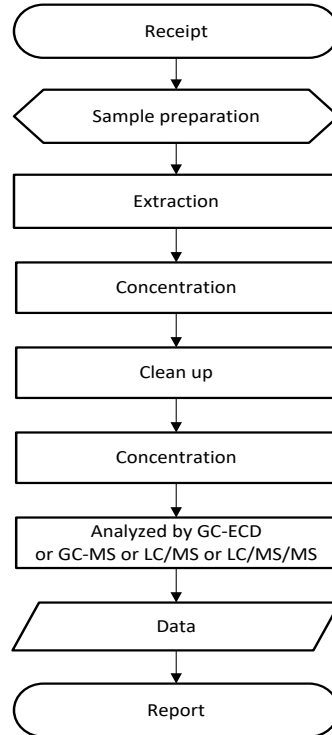 Receipt
Sample preparation
Extraction
Concentration
Clean up
Concentration
Analyzed by GC-ECD
or GC-MS or LC/MS or LC/MS/MS
Data
Report